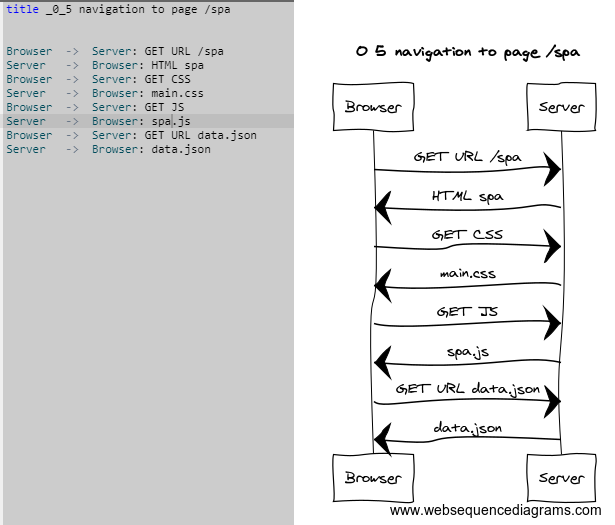 title _0_5 navigation to page /spa
Browser -> Server: GET URL /spa
Server -> Browser: HTML spa
Browser -> Server: GET CSS
Server -> Browser: main.css
Browser -> Server: GET JS
Server -> Browser: spa.js
Browser -> Server: GET URL data.json
Server -> Browser: data.json
0 5 navigation to page /spa
Browser Server
GET URL /spa
HTML spa
GET CSS
main.css
GET JS
spa.js
GET URL data.json
data.json
Browser Server
www.websequencediagrams.com